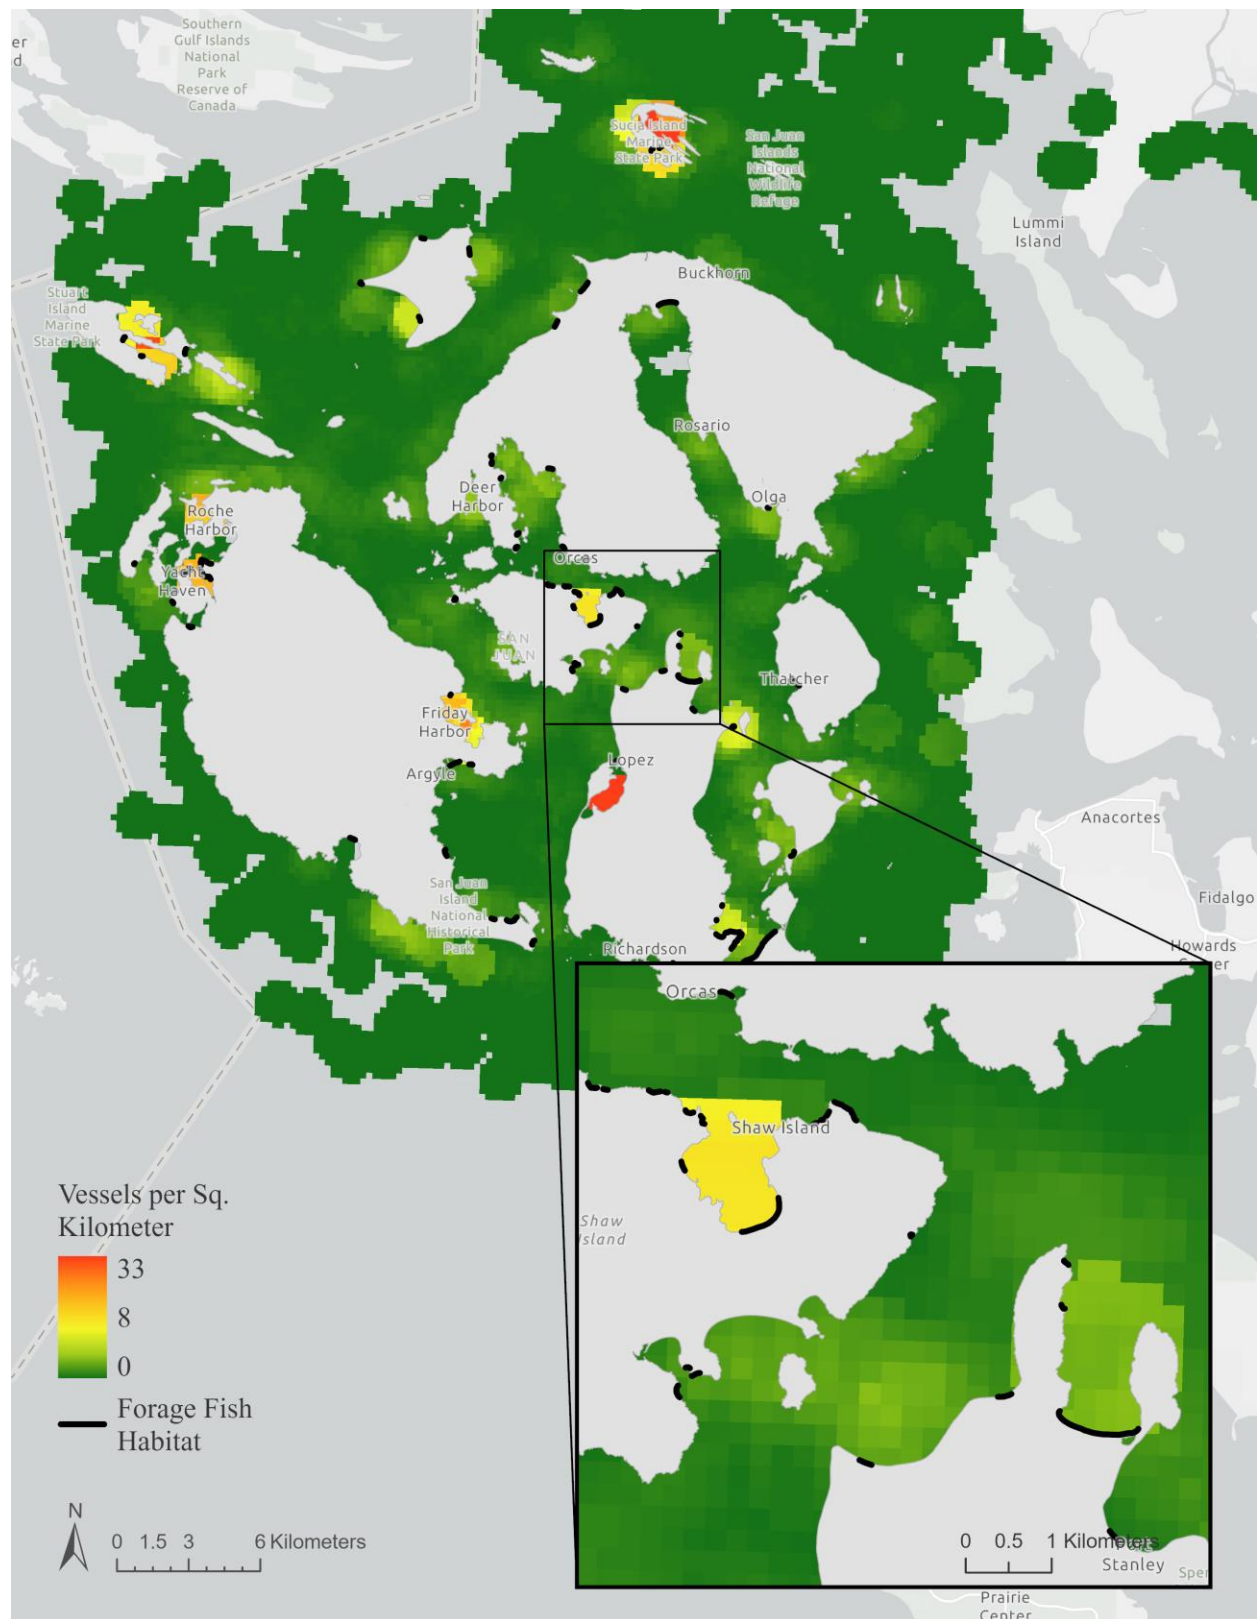 Southern
Gulf Islands
National
Park
Reserve of
Canada
Sucia Island
Marine
State Park
San Juan
Islands
National
Wildlife
Refuge
Lummi
Island
Buckhorn
Stuart
Island
Marine
State Park
Rosario
Deer
Harbor
Olga
Roche
Harbor
Orcas
Yacht
Haven
SAN
JUAN
Thatcher
Friday
Harbor
Argyle
Lopez
Anacortes
San Juan
Island
National
Historical
Park
Fidalgo
Richardson
Howards
Orcas
Shaw Island
Shaw
Island
Vessels per Sq.
Kilometer
33
8
0
Forage Fish
Habitat
N
0 1.5 3 6 Kilometers
0 0.5 1 Kilometers
Stanley
Prairie
Center